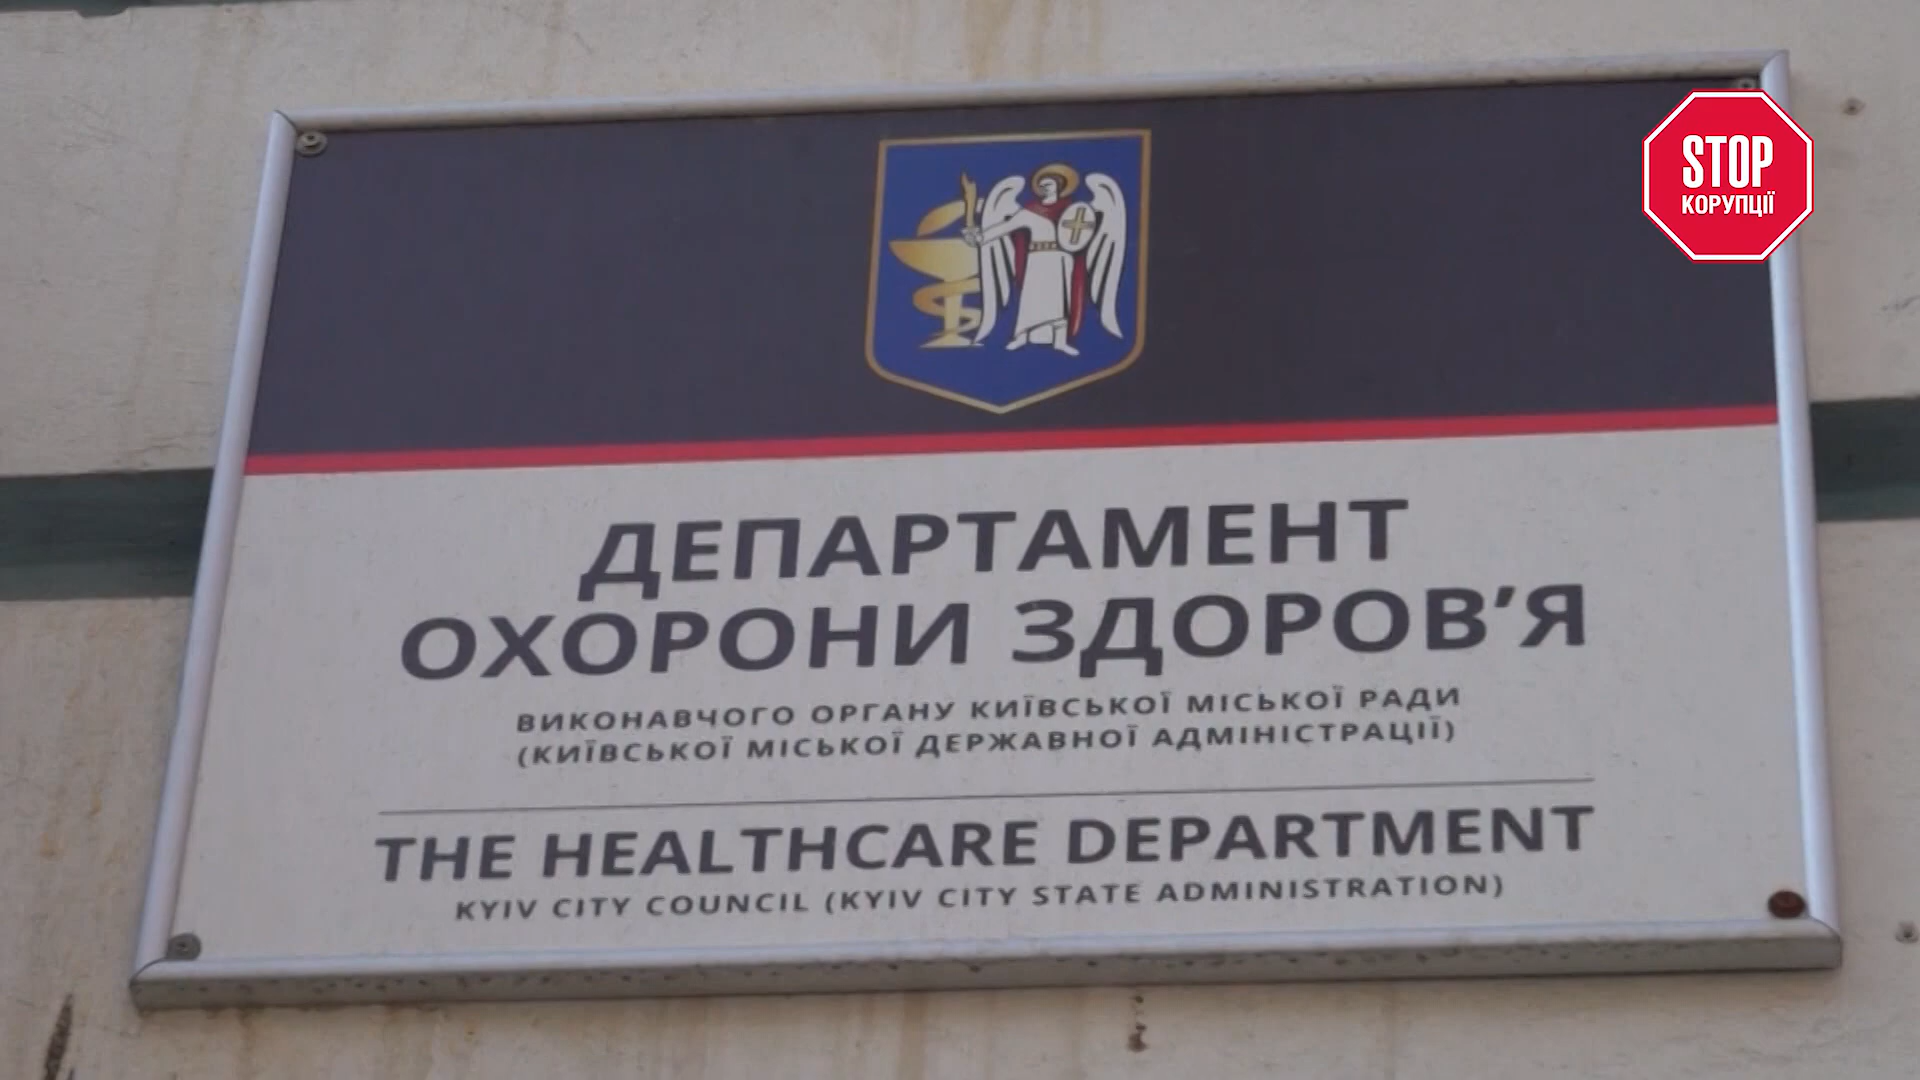 STOP
КОРУПЦІЇ
ДЕПАРТАМЕНТ
ОХОРОНИ ЗДОРОВ’Я
ВИКОНАВЧОГО ОРГАНУ КИЇВСЬКОЇ МІСЬКОЇ РАДИ
(КИЇВСЬКОЇ МІСЬКОЇ ДЕРЖАВНОЇ АДМІНІСТРАЦІЇ)
THE HEALTHCARE DEPARTMENT
KYIV CITY COUNCIL (KYIV CITY STATE ADMINISTRATION)